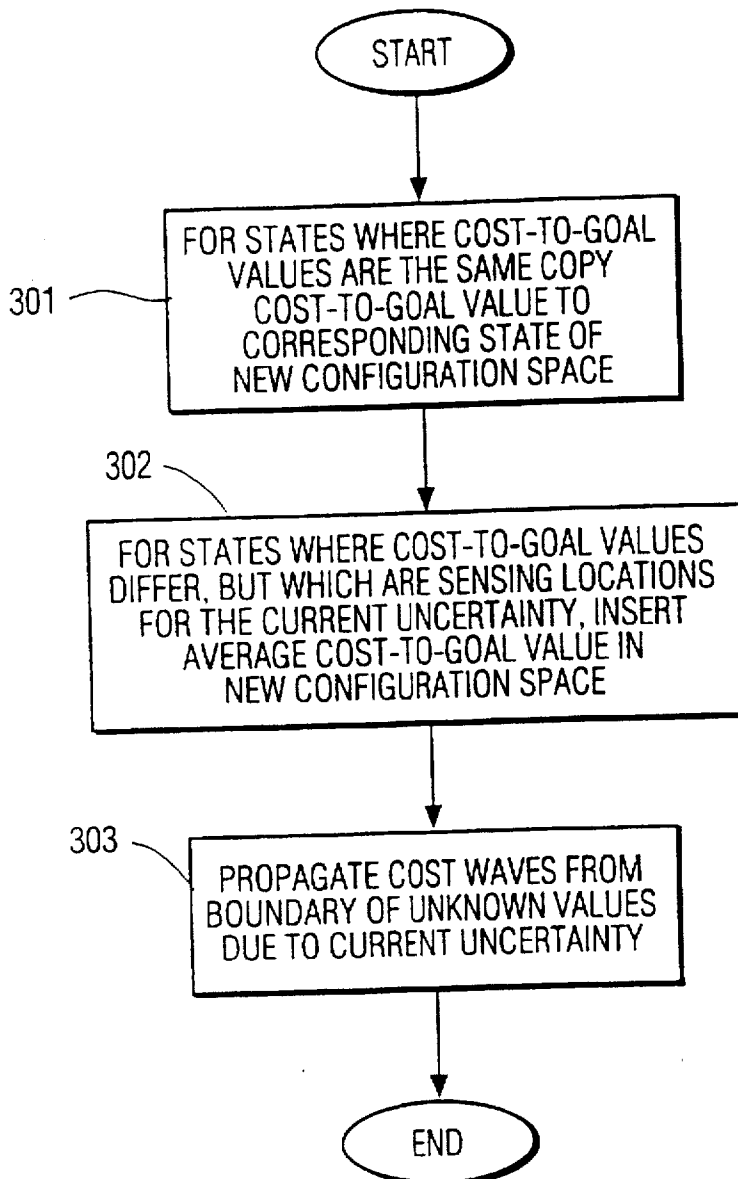 START
FOR STATES WHERE COST-TO-GOAL
VALUES ARE THE SAME COPY
COST-TO-GOAL VALUE TO
CORRESPONDING STATE OF
NEW CONFIGURATION SPACE
301
302
FOR STATES WHERE COST-TO-GOAL VALUES
DIFFER, BUT WHICH ARE SENSING LOCATIONS
FOR THE CURRENT UNCERTAINTY, INSERT
AVERAGE COST-TO-GOAL VALUE IN
NEW CONFIGURATION SPACE
303
PROPAGATE COST WAVES FROM
BOUNDARY OF UNKNOWN VALUES
DUE TO CURRENT UNCERTAINTY
END